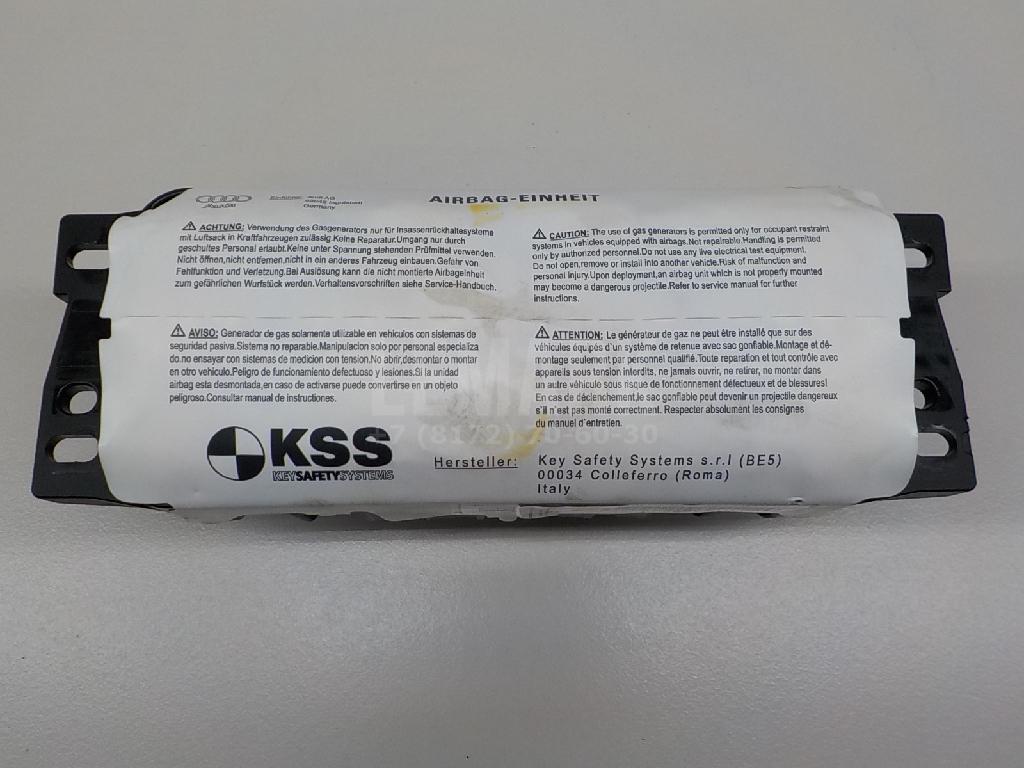 AIRBAG-EINHEIT
Germany
ACHTUNG: Verwendung des Gasgenerators nur für Insassenrückhaltesysteme
mit Luftsack in Kraftfahrzeugen zulässig.Keine Reparatur.Umgang nur durch
geschultes Personal erlaubt.Keine unter Spannung stehenden Prüfmittel verwenden.
Nicht öffnen,nicht entfernen,nicht in ein anderes Fahrzeug einbauen.Gefahr von
Fehlfunktion und Verletzung.Bei Auslösung kann die nicht montierte Airbageinheit
zum gefährlichen Wurfstück werden.Verhaltensvorschriften siehe Service-Handbuch.
CAUTION: The use of gas generators is permitted only for occupant restraint
systems in vehicles equipped with airbags.Not repairable.Handling is permitted
only by authorized personnel.Do not use any live electrical test equipment.
Do not open,remove or install into another vehicle.Risk of malfunction and
personal injury.Upon deployment,an airbag unit which is not properly mounted
may become a dangerous projectile.Refer to service manual for further
instructions.
AVISO: Generador de gas solamente utilizable en vehiculos con sistemas de
seguridad pasiva.Sistema no reparable.Manipulacion solo por personal especializa
do.no ensayar con sistemas de medicion con tension.No abrir,desmontar o montar
en otro vehiculo.Peligro de funcionamiento defectuoso y lesiones.Si la unidad
airbag esta desmontada,en caso de activarse puede convertirse en un objeto
peligroso.Consultar manual de instrucciones.
ATTENTION: Le générateur de gaz ne peut être installé que sur des
véhicules équipés d'un système de retenue avec sac gonflable.Montage et dé-
montage seulement par personnel qualifié.Toute reparation et tout contrôle avec
appareils sous tension interdits, ne jamais ouvrir, ne retirer, ne monter dans
un autre véhicule sous risque de fonctionnement défectueux et de blessures!
En cas de déclenchement,le sac gonflable peut devenir un projectile dangereux
s'il n'est pas monté correctment. Respecter absolument les consignes
du manuel d'entretien.
KSS
KEYSAFETYSYSTEMS
Hersteller: Key Safety Systems s.r.l (BE5)
00034 Colleferro (Roma)
Italy
+7 (8172) 70-60-30